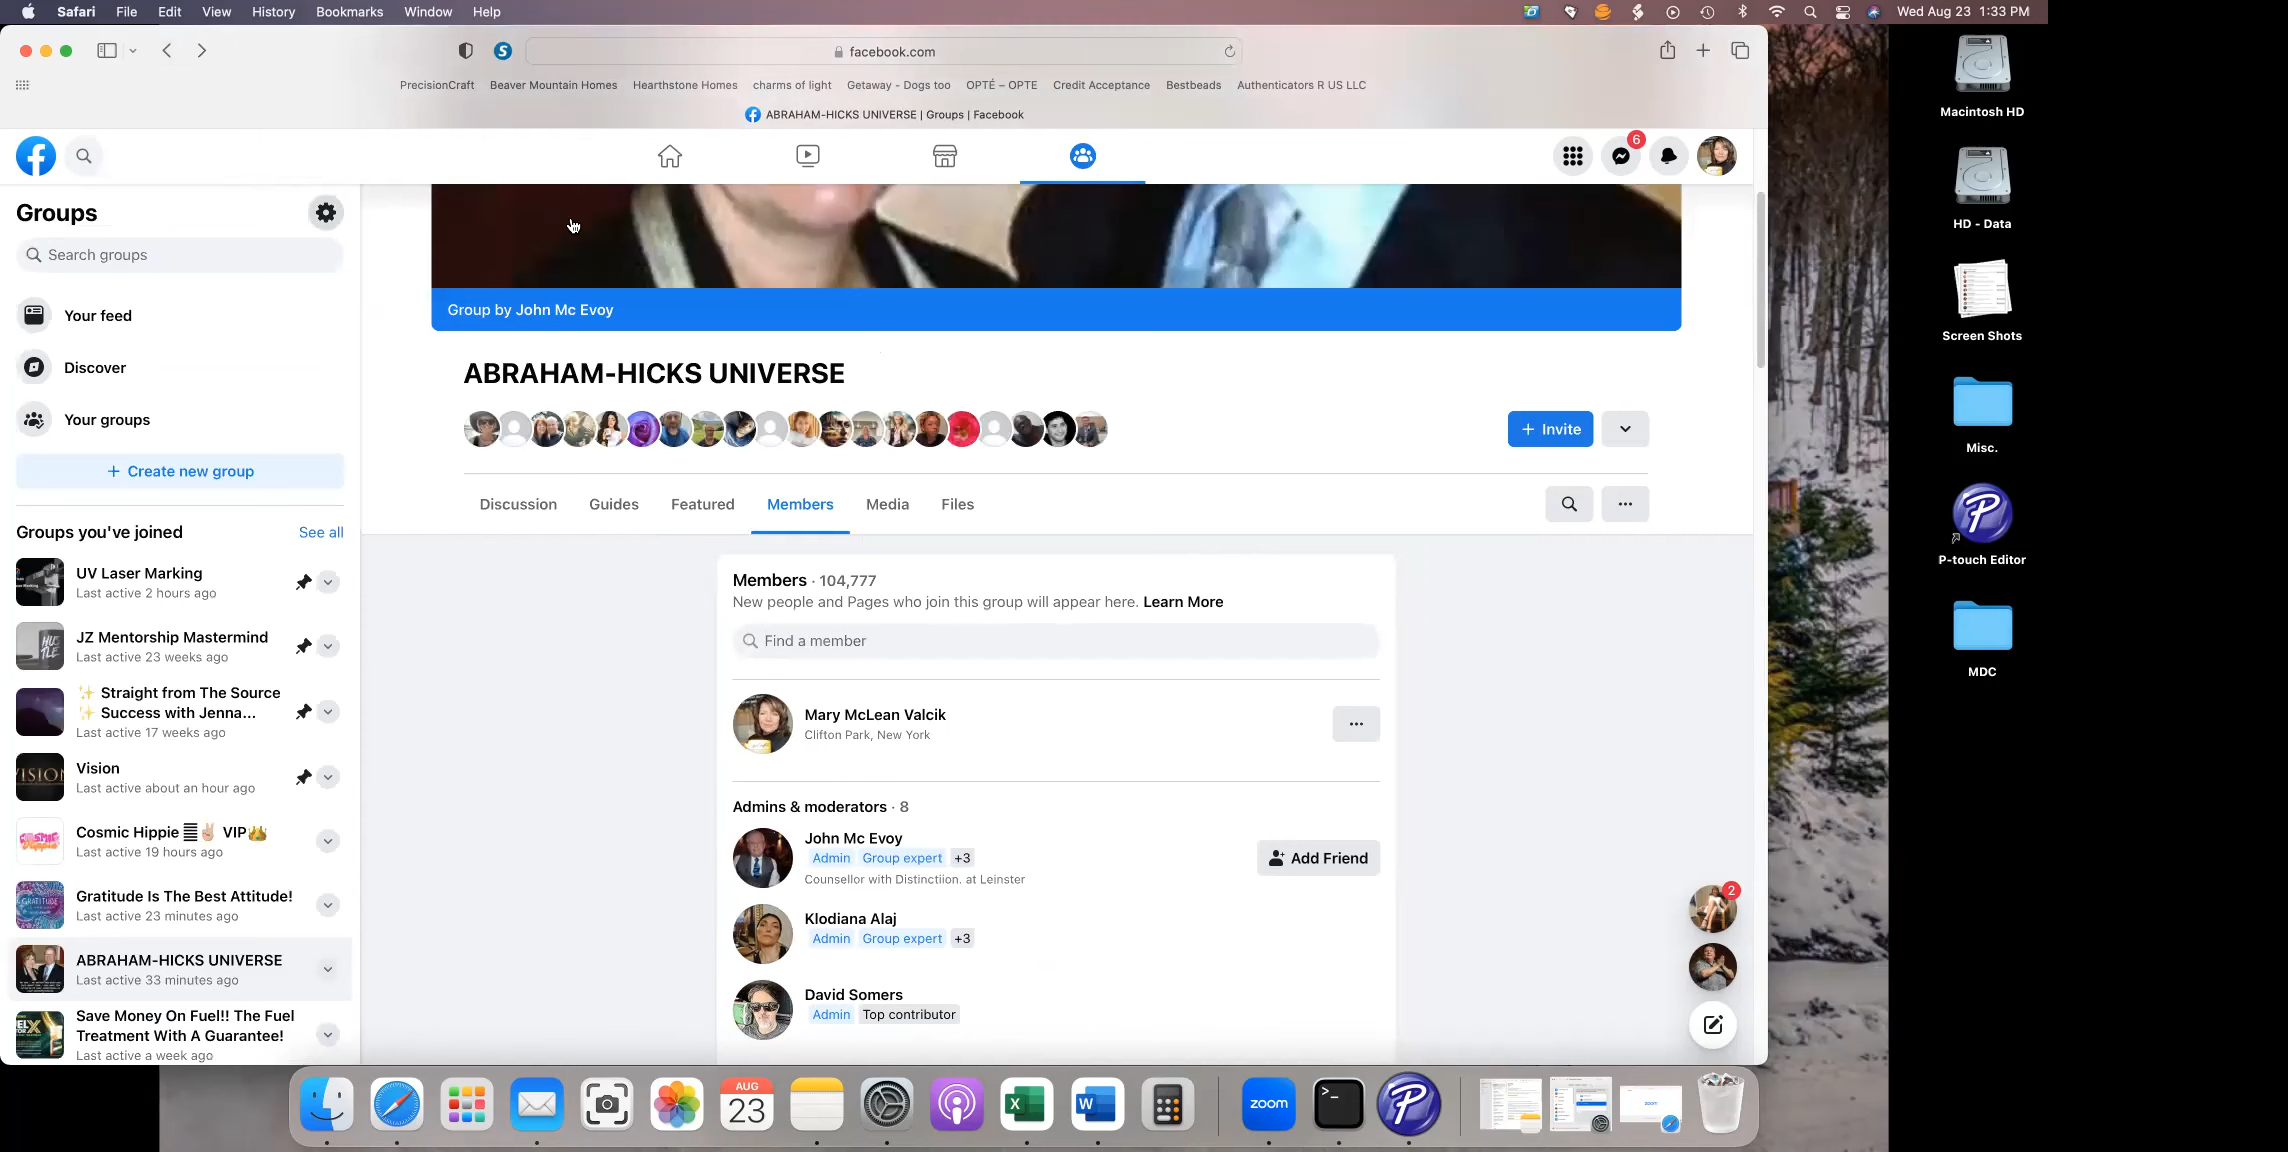 Safari File Edit View History Bookmarks Window Help
Wed Aug 23 1:33 PM
facebook.com
PrecisionCraft Beaver Mountain Homes Hearthstone Homes charms of light Getaway - Dogs too OPTÉ – OPTE Credit Acceptance Bestbeads Authenticators R US LLC
ABRAHAM-HICKS UNIVERSE | Groups | Facebook
6
Groups
Search groups
Your feed
Discover
Your groups
+ Create new group
Groups you've joined See all
UV Laser Marking
Last active 2 hours ago
JZ Mentorship Mastermind
Last active 23 weeks ago
✨ Straight from The Source
✨ Success with Jenna...
Last active 17 weeks ago
Vision
Last active about an hour ago
Cosmic Hippie VIP
Last active 19 hours ago
Gratitude Is The Best Attitude!
Last active 23 minutes ago
ABRAHAM-HICKS UNIVERSE
Last active 33 minutes ago
Save Money On Fuel!! The Fuel
Treatment With A Guarantee!
Last active a week ago
Group by John Mc Evoy
ABRAHAM-HICKS UNIVERSE
+ Invite
Discussion Guides Featured Members Media Files
Members · 104,777
New people and Pages who join this group will appear here. Learn More
Find a member
Mary McLean Valcik
Clifton Park, New York
Admins & moderators · 8
John Mc Evoy
Admin Group expert +3
Counsellor with Distinctiion. at Leinster
Add Friend
Klodiana Alaj
Admin Group expert +3
David Somers
Admin Top contributor
2
Macintosh HD
HD - Data
Screen Shots
Misc.
P-touch Editor
MDC
AUG
23
zoom